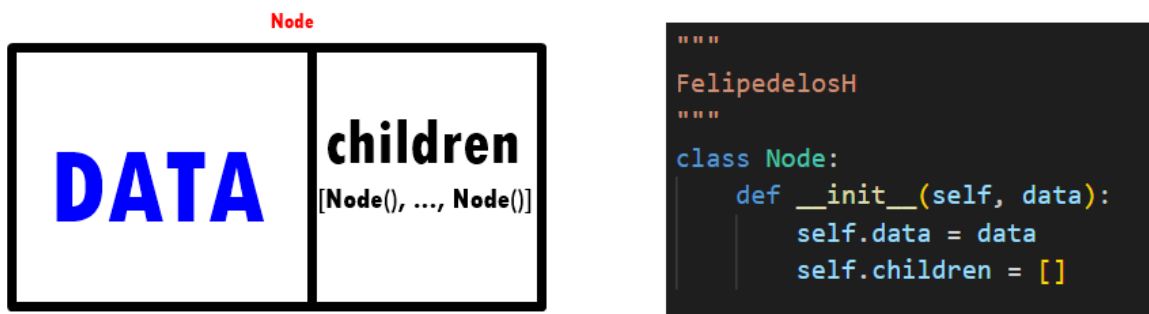 Node
DATA
children
[Node(), ..., Node()]
"""
FelipedelosH
"""
class Node:
    def __init__(self, data):
        self.data = data
        self.children = []